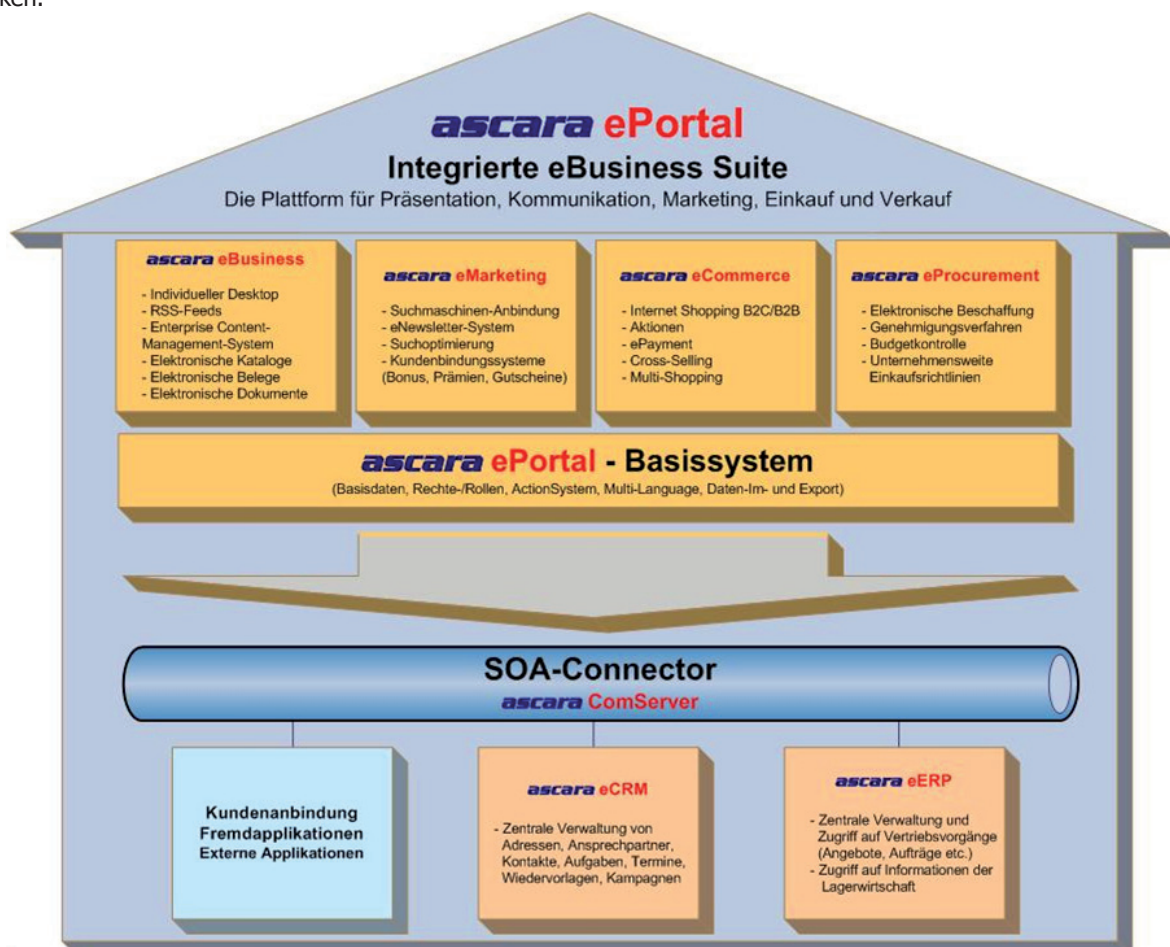 ken.
ascara ePortal
Integrierte eBusiness Suite
Die Plattform für Präsentation, Kommunikation, Marketing, Einkauf und Verkauf
ascara eBusiness
- Individueller Desktop
- RSS-Feeds
- Enterprise Content-
Management-System
- Elektronische Kataloge
- Elektronische Belege
- Elektronische Dokumente
ascara eMarketing
- Suchmaschinen-Anbindung
- eNewsletter-System
- Suchoptimierung
- Kundenbindungssysteme
(Bonus, Prämien, Gutscheine)
ascara eCommerce
- Internet Shopping B2C/B2B
- Aktionen
- ePayment
- Cross-Selling
- Multi-Shopping
ascara eProcurement
- Elektronische Beschaffung
- Genehmigungsverfahren
- Budgetkontrolle
- Unternehmensweite
Einkaufsrichtlinien
ascara ePortal - Basissystem
(Basisdaten, Rechte-/Rollen, ActionSystem, Multi-Language, Daten-Im- und Export)
SOA-Connector
ascara ComServer
Kundenanbindung
Fremdapplikationen
Externe Applikationen
ascara eCRM
- Zentrale Verwaltung von
Adressen, Ansprechpartner,
Kontakte, Aufgaben, Termine,
Wiedervorlagen, Kampagnen
ascara eERP
- Zentrale Verwaltung und
Zugriff auf Vertriebsvorgänge
(Angebote, Aufträge etc.)
- Zugriff auf Informationen der
Lagerwirtschaft